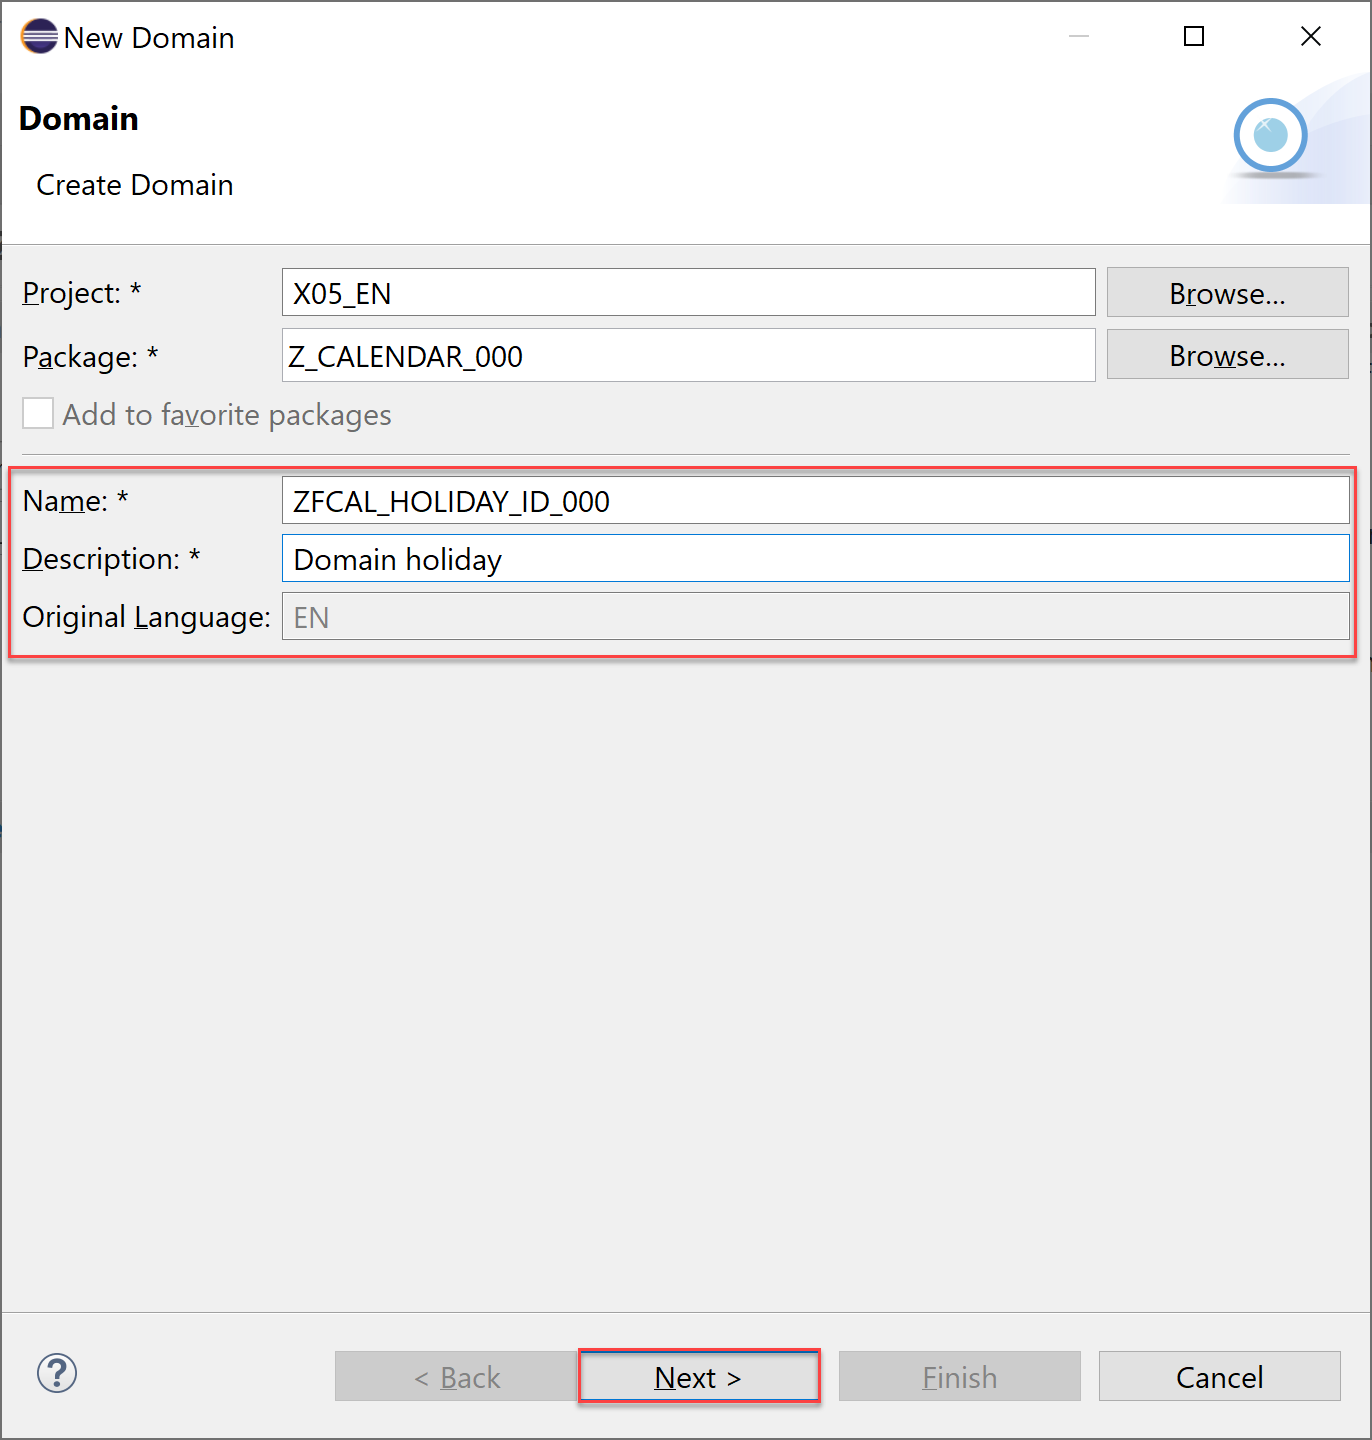 New Domain
Domain
Create Domain
Project: * X05_EN Browse...
Package: * Z_CALENDAR_000 Browse...
Add to favorite packages
Name: * ZFCAL_HOLIDAY_ID_000
Description: * Domain holiday
Original Language: EN
? < Back Next > Finish Cancel